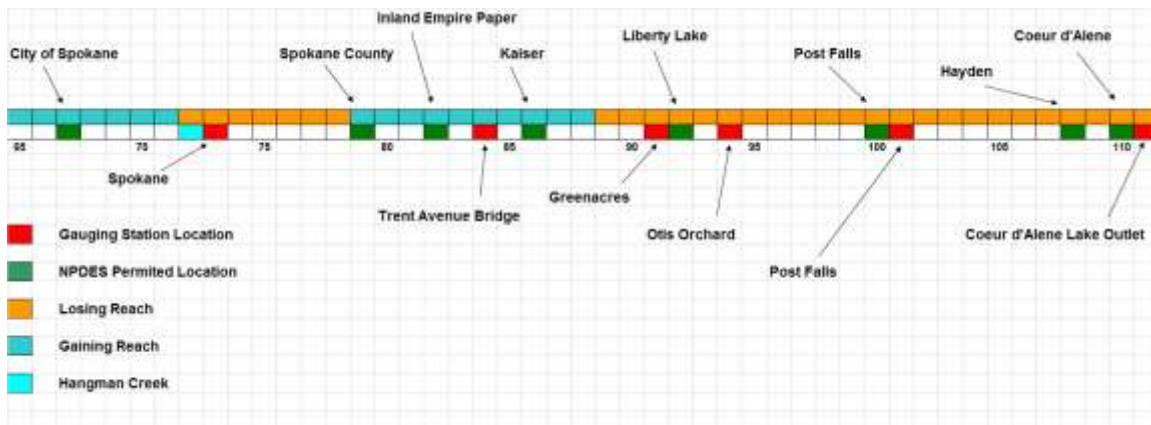 Inland Empire Paper
Coeur d'Alene
Liberty Lake
City of Spokane
Spokane County
Kaiser
Post Falls
Hayden
65 70 75 80 85 90 95 100 105 110
Spokane
Greenacres
Trent Avenue Bridge
Gauging Station Location
Otis Orchard
Coeur d'Alene Lake Outlet
NPDES Permited Location
Post Falls
Losing Reach
Gaining Reach
Hangman Creek